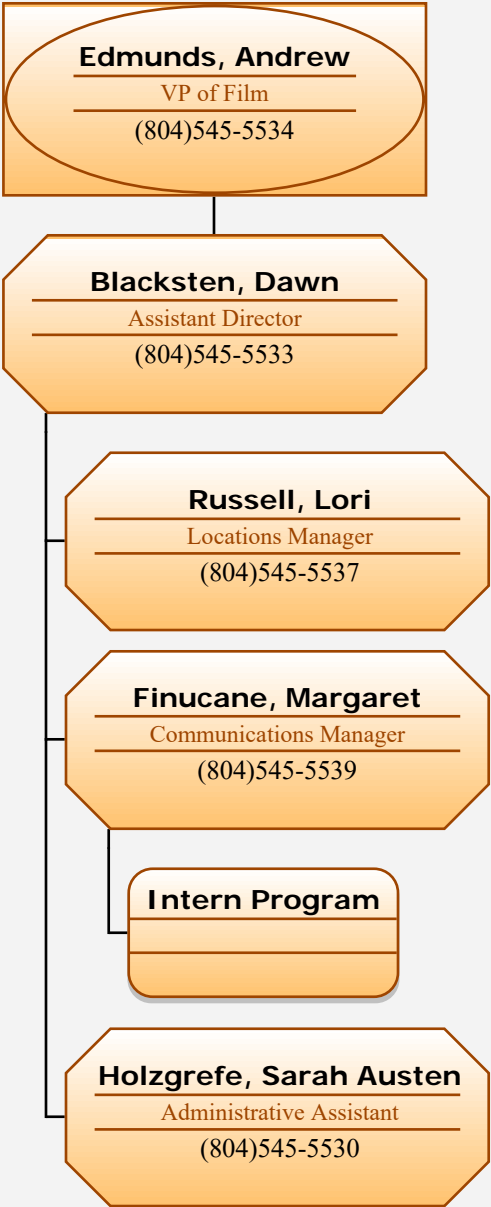 Edmunds, Andrew
VP of Film
(804)545-5534
Blacksten, Dawn
Assistant Director
(804)545-5533
Russell, Lori
Locations Manager
(804)545-5537
Finucane, Margaret
Communications Manager
(804)545-5539
Intern Program
Holzgrefe, Sarah Austen
Administrative Assistant
(804)545-5530